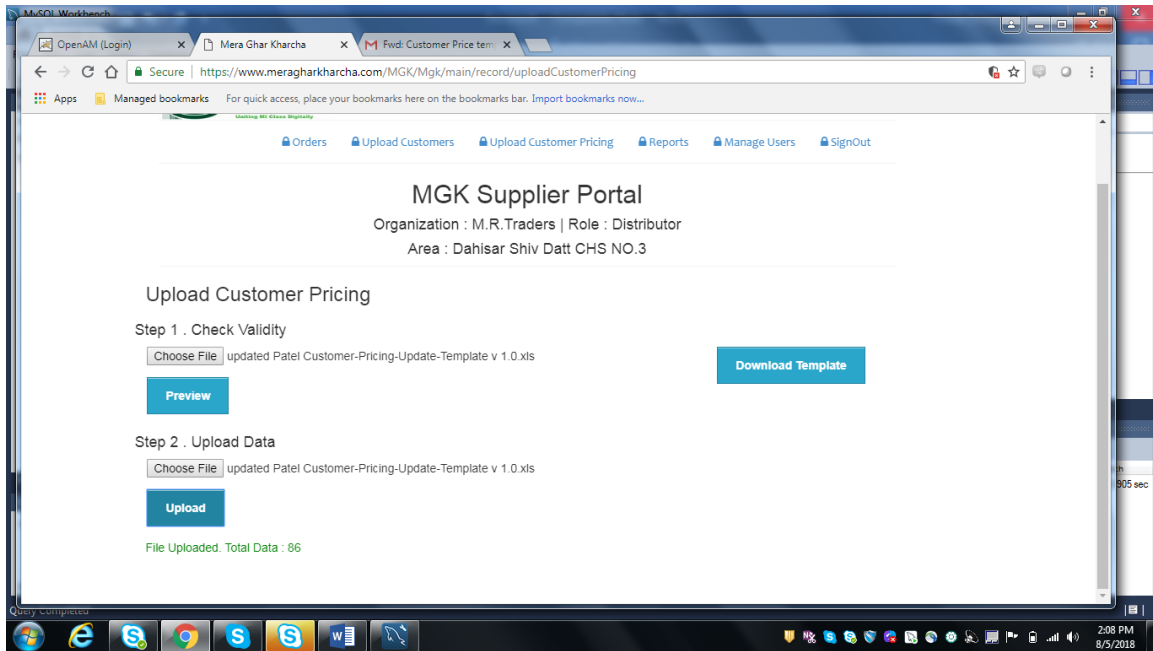 MySQL Workbench
OpenAM (Login)
Mera Ghar Kharcha
Fwd: Customer Price tem
Secure | https://www.meragharkharcha.com/MGK/Mgk/main/record/uploadCustomerPricing
Apps Managed bookmarks For quick access, place your bookmarks here on the bookmarks bar. Import bookmarks now...
Orders Upload Customers Upload Customer Pricing Reports Manage Users SignOut
MGK Supplier Portal
Organization : M.R.Traders | Role : Distributor
Area : Dahisar Shiv Datt CHS NO.3
Upload Customer Pricing
Step 1 . Check Validity
Choose File updated Patel Customer-Pricing-Update-Template v 1.0.xls
Download Template
Preview
Step 2 . Upload Data
Choose File updated Patel Customer-Pricing-Update-Template v 1.0.xls
905 sec
Upload
File Uploaded. Total Data : 86
Query Completed
2:08 PM
8/5/2018